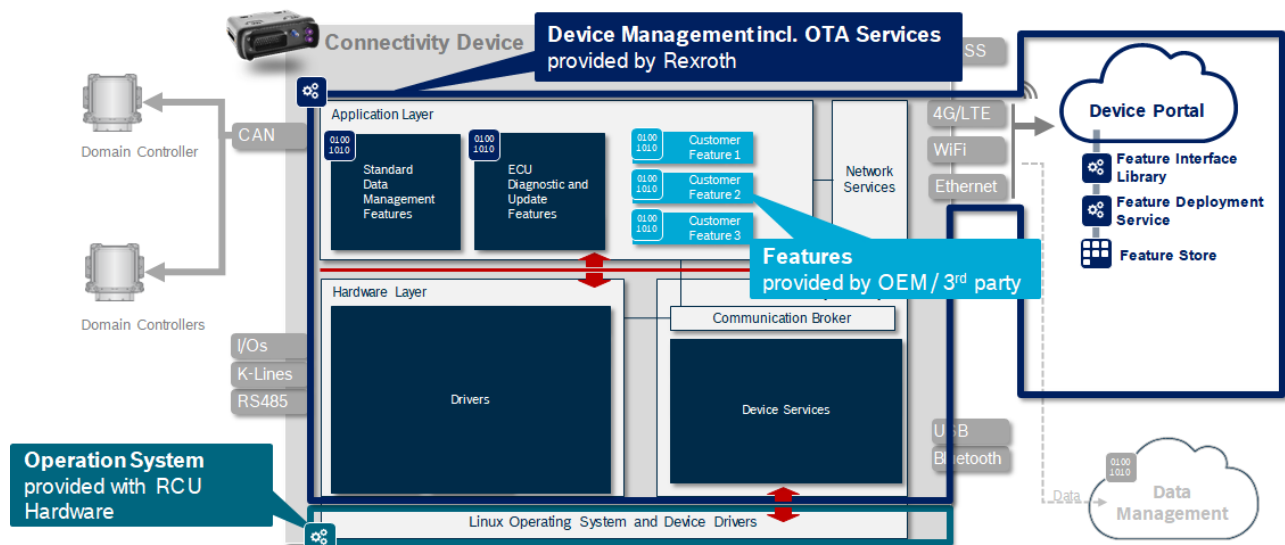 Connectivity Device
Device Management incl. OTA Services
provided by Rexroth
SS
Application Layer
0100
1010
Standard
Data
Management
Features
0100
1010
ECU
Diagnostic and
Update
Features
0100
1010
Customer
Feature 1
0100
1010
Customer
Feature 2
0100
1010
Customer
Feature 3
Network
Services
CAN
Domain Controller
Domain Controllers
4G/LTE
WiFi
Ethernet
Device Portal
Feature Interface
Library
Feature Deployment
Service
Feature Store
Features
provided by OEM / 3rd party
Hardware Layer
Drivers
Communication Broker
Device Services
I/Os
K-Lines
RS485
USB
Bluetooth
Operation System
provided with RCU
Hardware
Linux Operating System and Device Drivers
Data
0100
1010
Data
Management